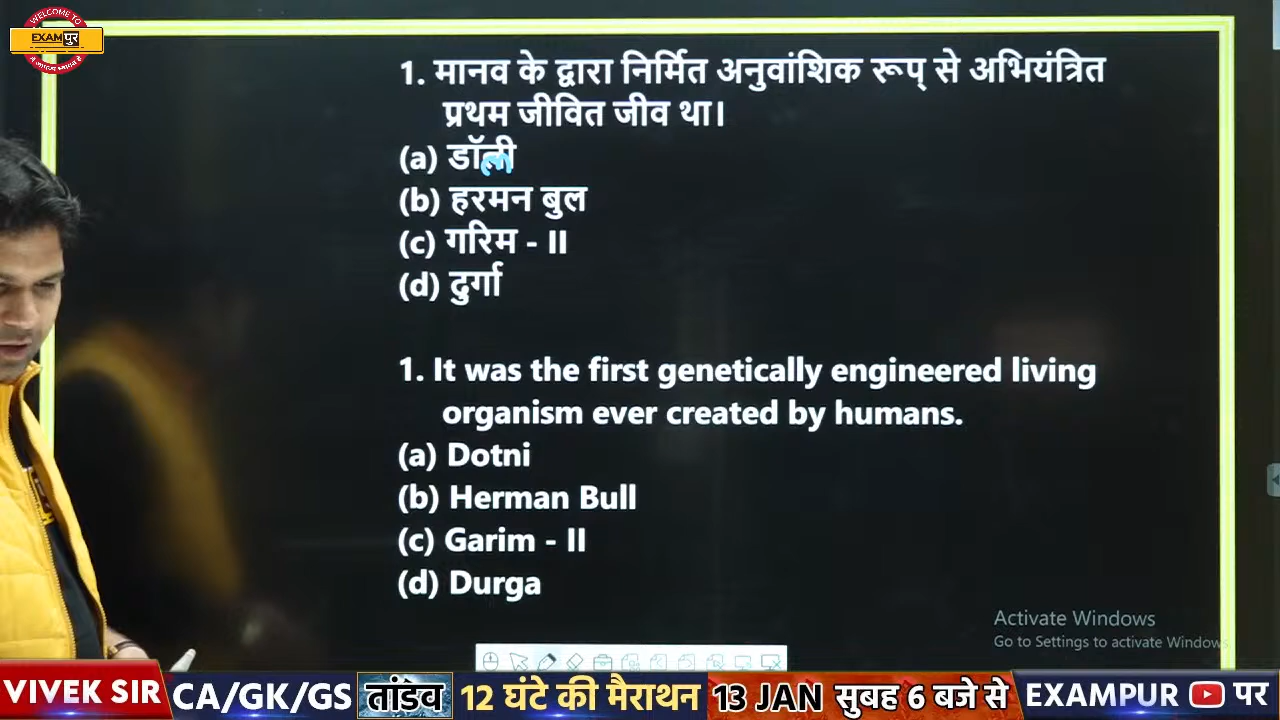 WELCOME TO
EXAMपुर
1. मानव के द्वारा निर्मित अनुवांशिक रूप् से अभियंत्रित
प्रथम जीवित जीव था।
(a) डॉली
(b) हरमन बुल
(c) गरिम - II
(d) दुर्गा
1. It was the first genetically engineered living
organism ever created by humans.
(a) Dotni
(b) Herman Bull
(c) Garim - II
(d) Durga
Activate Windows
Go to Settings to activate Windows
VIVEK SIR CA/GK/GS तांडव 12 घंटे की मैराथन 13 JAN सुबह 6 बजे से EXAMPUR पर